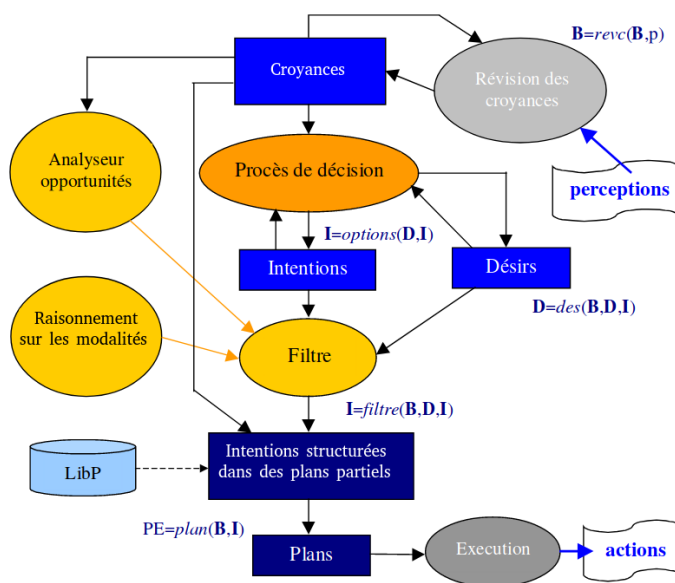 B=revc(B,p)
Croyances
Révision des
croyances
Analyseur
opportunités
Procès de décision
perceptions
I=options(D,I)
Intentions
Désirs
D=des(B,D,I)
Raisonnement
sur les modalités
Filtre
I=filtre(B,D,I)
Intentions structurées
dans des plans partiels
LibP
PE=plan(B,I)
Plans
Execution
actions